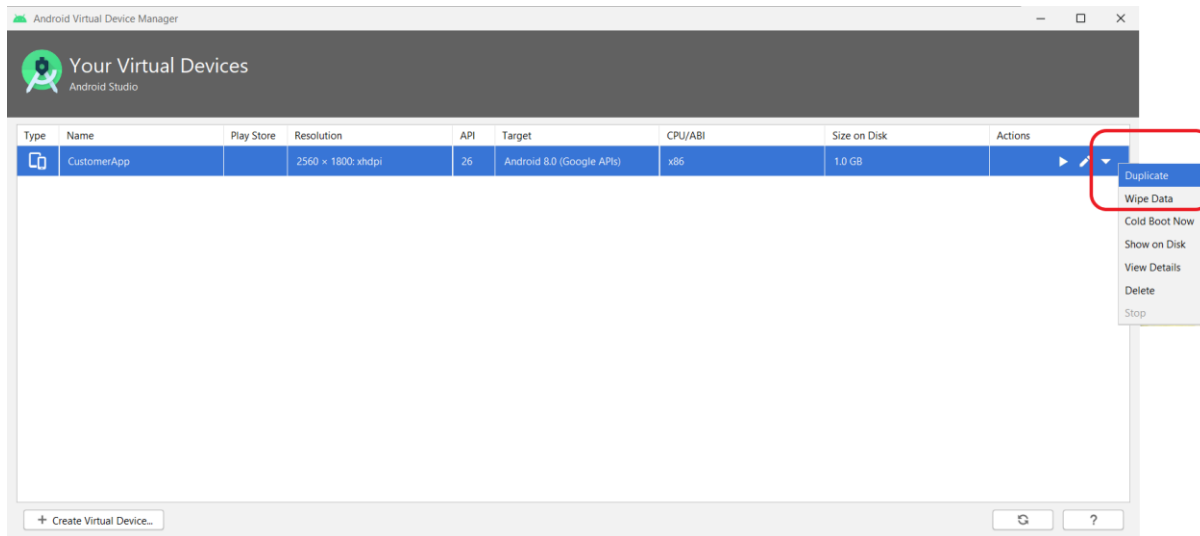 Android Virtual Device Manager
Your Virtual Devices
Android Studio
Type Name Play Store Resolution API Target CPU/ABI Size on Disk Actions
CustomerApp 2560 × 1800: xhdpi 26 Android 8.0 (Google APIs) x86 1.0 GB
Duplicate
Wipe Data
Cold Boot Now
Show on Disk
View Details
Delete
Stop
+ Create Virtual Device... ?